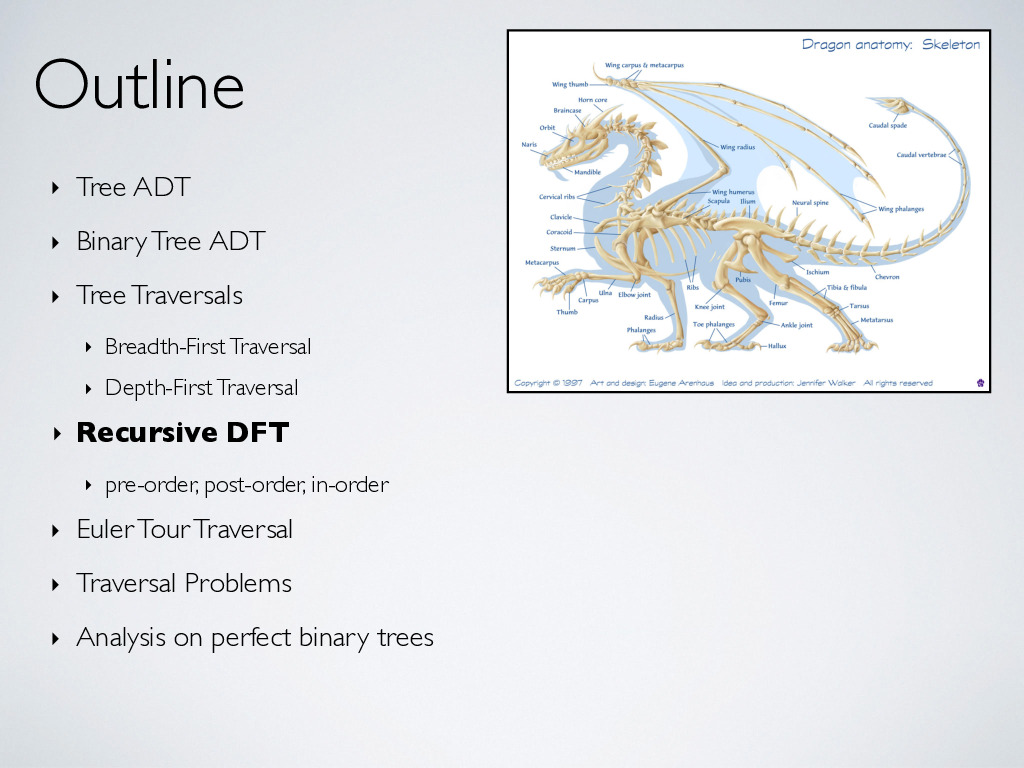 Outline
Tree ADT
Binary Tree ADT
Tree Traversals
Breadth-First Traversal
Depth-First Traversal
Recursive DFT
pre-order, post-order, in-order
Euler Tour Traversal
Traversal Problems
Analysis on perfect binary trees
Dragon anatomy: Skeleton
Wing carpus & metacarpus
Wing thumb
Horn core
Braincase
Orbit
Naris
Mandible
Caudal spade
Caudal vertebrae
Wing radius
Cervical ribs
Wing humerus
Scapula
Ilium
Neural spine
Wing phalanges
Clavicle
Coracoid
Sternum
Metacarpus
Ischium
Chevron
Pubis
Ribs
Tibia & fibula
Ulna
Elbow joint
Carpus
Thumb
Knee joint
Femur
Tarsus
Radius
Phalanges
Toe phalanges
Ankle joint
Metatarsus
Hallux
Copyright © 1997 Art and design: Eugene Arenhaus Idea and production: Jennifer Walker All rights reserved